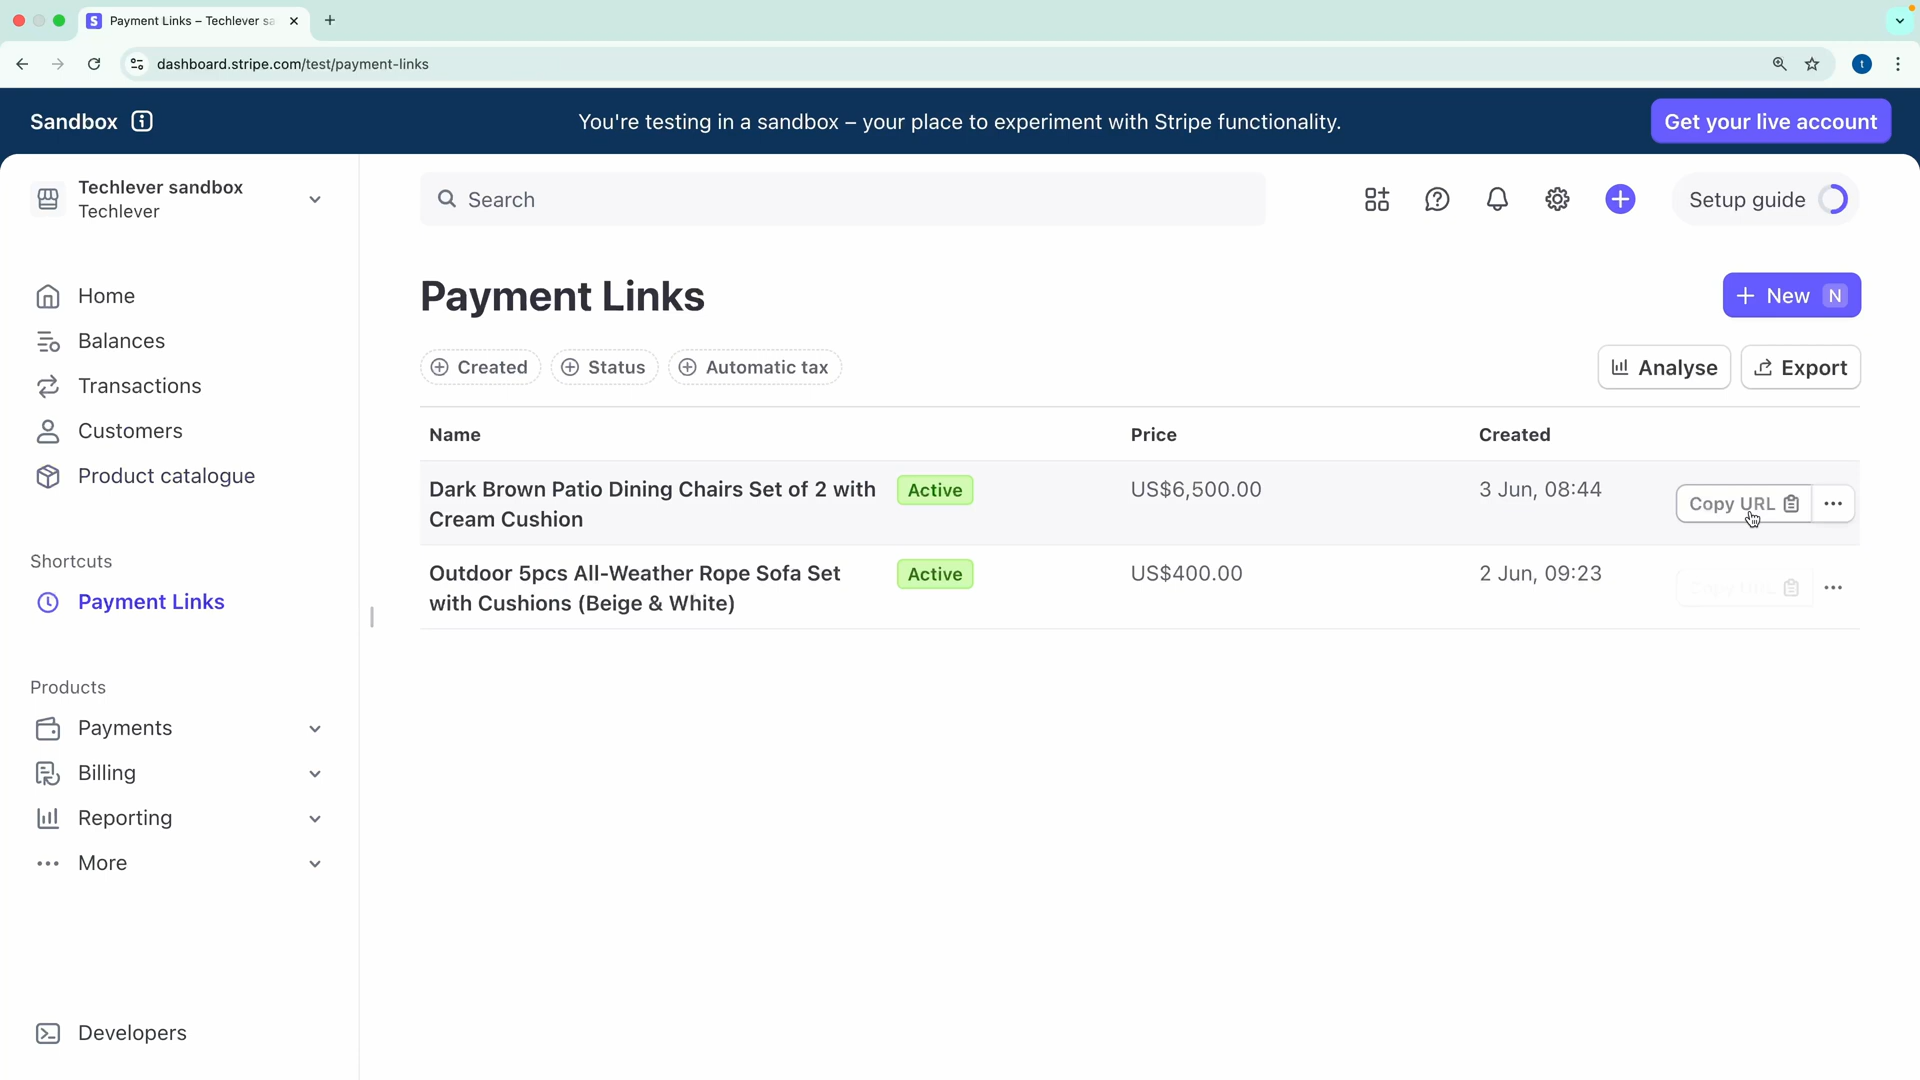 Payment Links – Techlever sa
dashboard.stripe.com/test/payment-links
t
Sandbox
You're testing in a sandbox – your place to experiment with Stripe functionality.
Get your live account
Techlever sandbox
Techlever
Search
Setup guide
Home
Balances
Transactions
Customers
Product catalogue
Shortcuts
Payment Links
Products
Payments
Billing
Reporting
More
Developers
Payment Links
New N
Created
Status
Automatic tax
Analyse
Export
Name
Price
Created
Dark Brown Patio Dining Chairs Set of 2 with
Cream Cushion
Active
US$6,500.00
3 Jun, 08:44
Copy URL
Outdoor 5pcs All-Weather Rope Sofa Set
with Cushions (Beige & White)
Active
US$400.00
2 Jun, 09:23
Copy URL